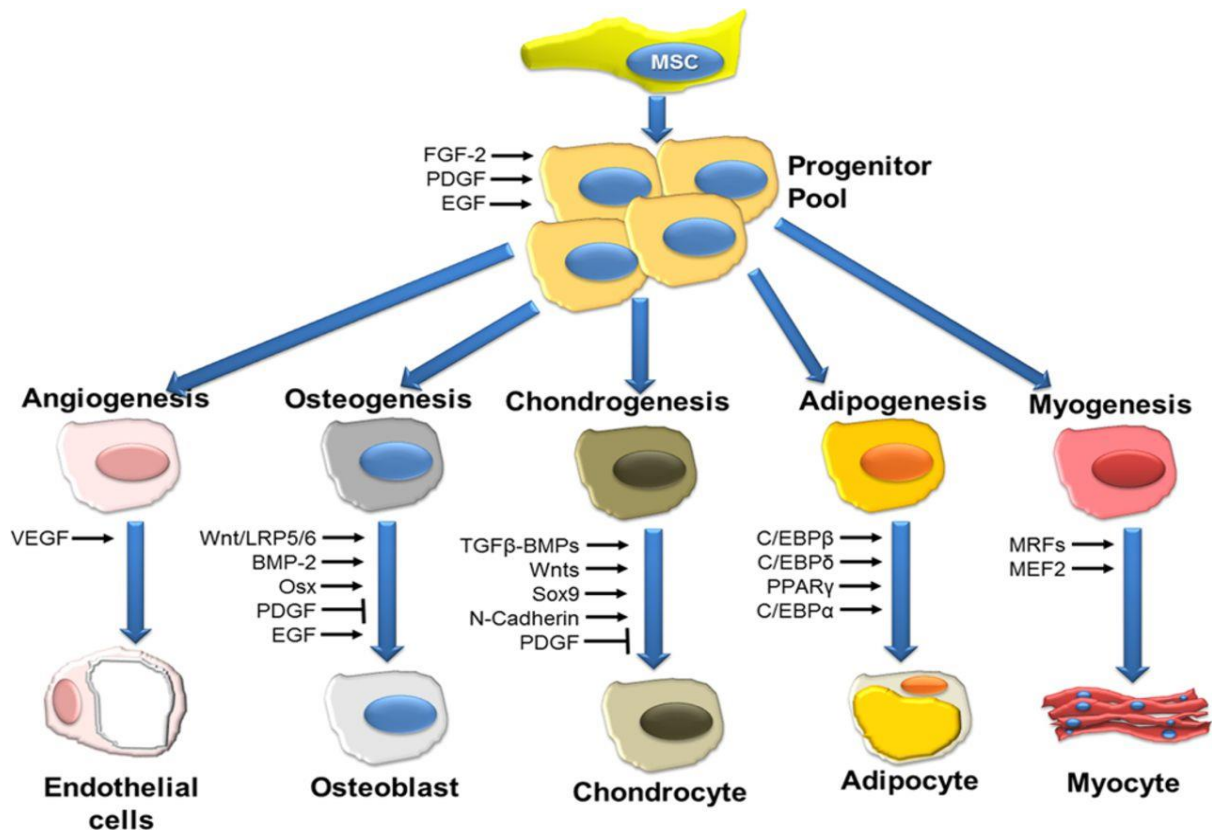 MSC
FGF-2
PDGF
EGF
Progenitor
Pool
Angiogenesis
Osteogenesis
Chondrogenesis
Adipogenesis
Myogenesis
VEGF
Wnt/LRP5/6
BMP-2
Osx
PDGF
EGF
TGFβ-BMPs
Wnts
Sox9
N-Cadherin
PDGF
C/EBPβ
C/EBPδ
PPARγ
C/EBPα
MRFs
MEF2
Endothelial
cells
Osteoblast
Chondrocyte
Adipocyte
Myocyte